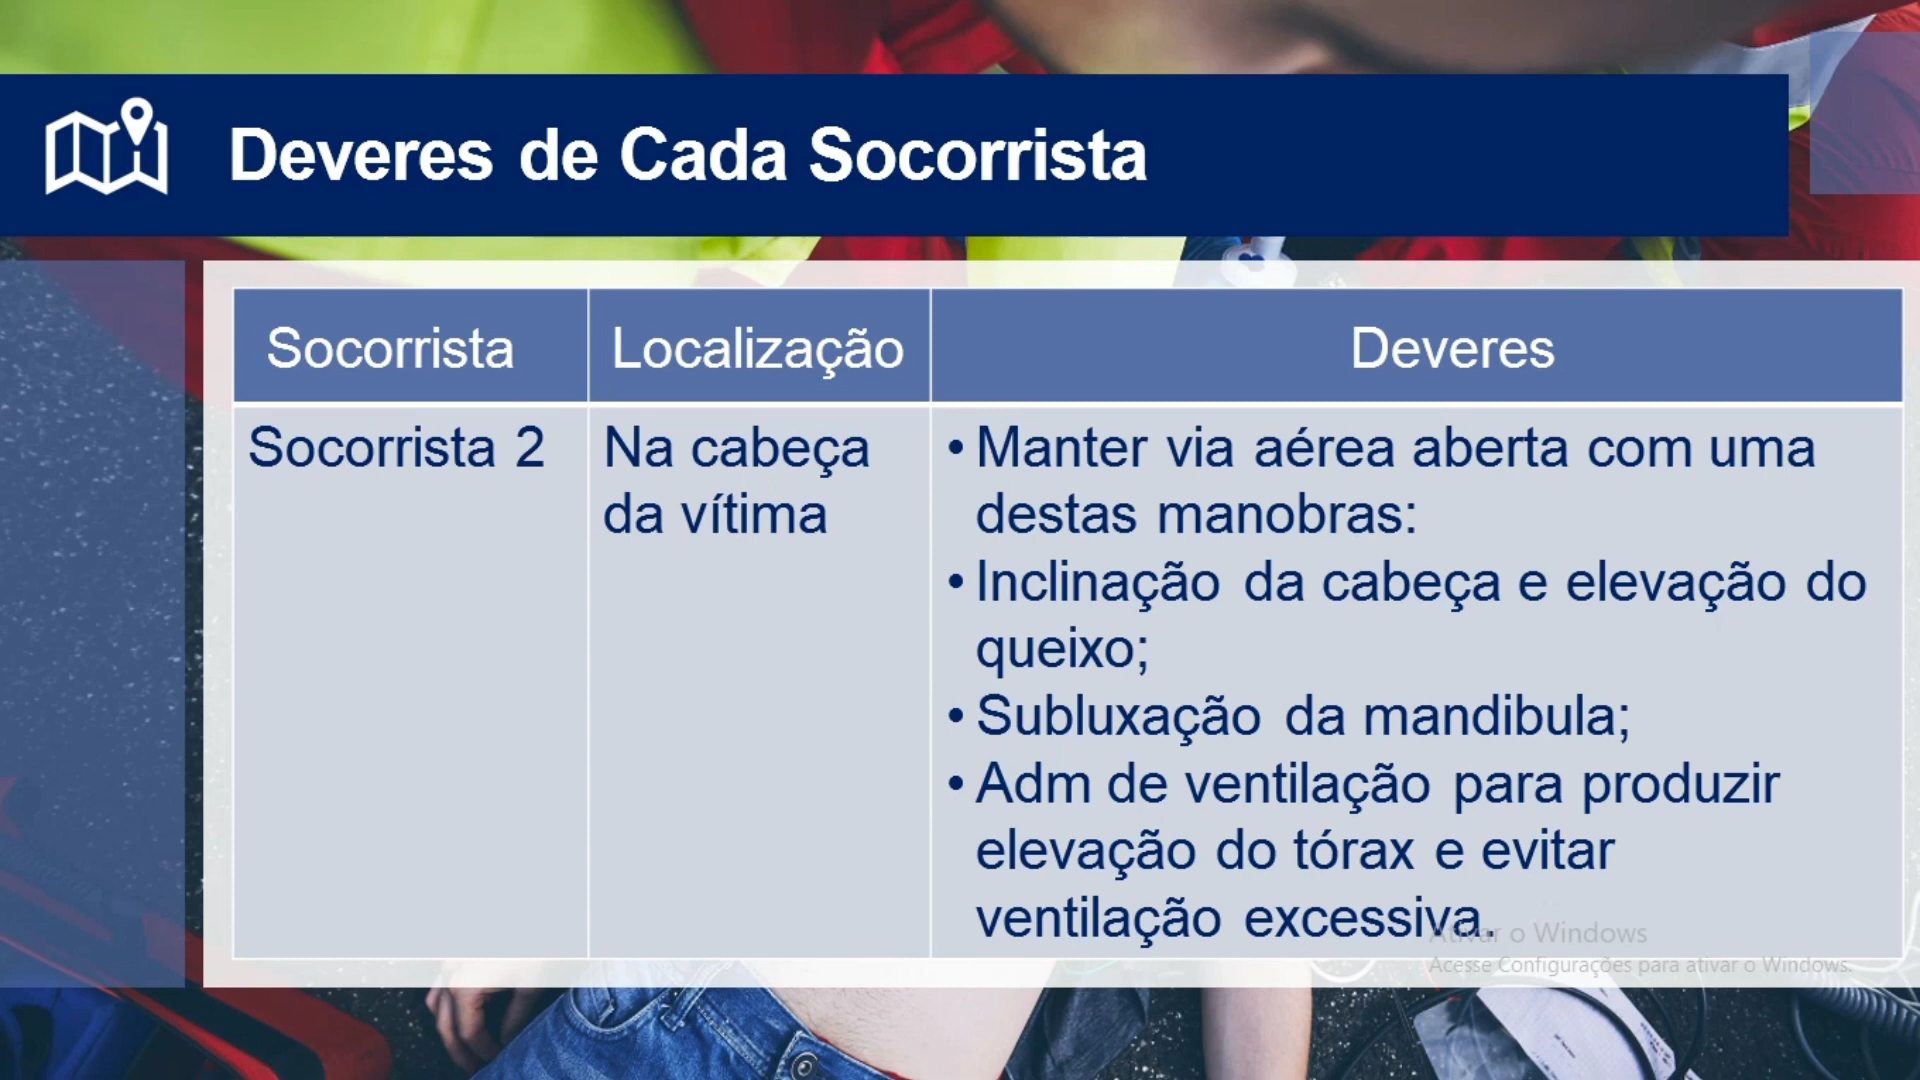 Deveres de Cada Socorrista
Socorrista Localização Deveres
Socorrista 2
Na cabeça
da vítima
• Manter via aérea aberta com uma
destas manobras:
• Inclinação da cabeça e elevação do
queixo;
• Subluxação da mandibula;
• Adm de ventilação para produzir
elevação do tórax e evitar
ventilação excessiva.
Ativar o Windows
Acesse Configurações para ativar o Windows.